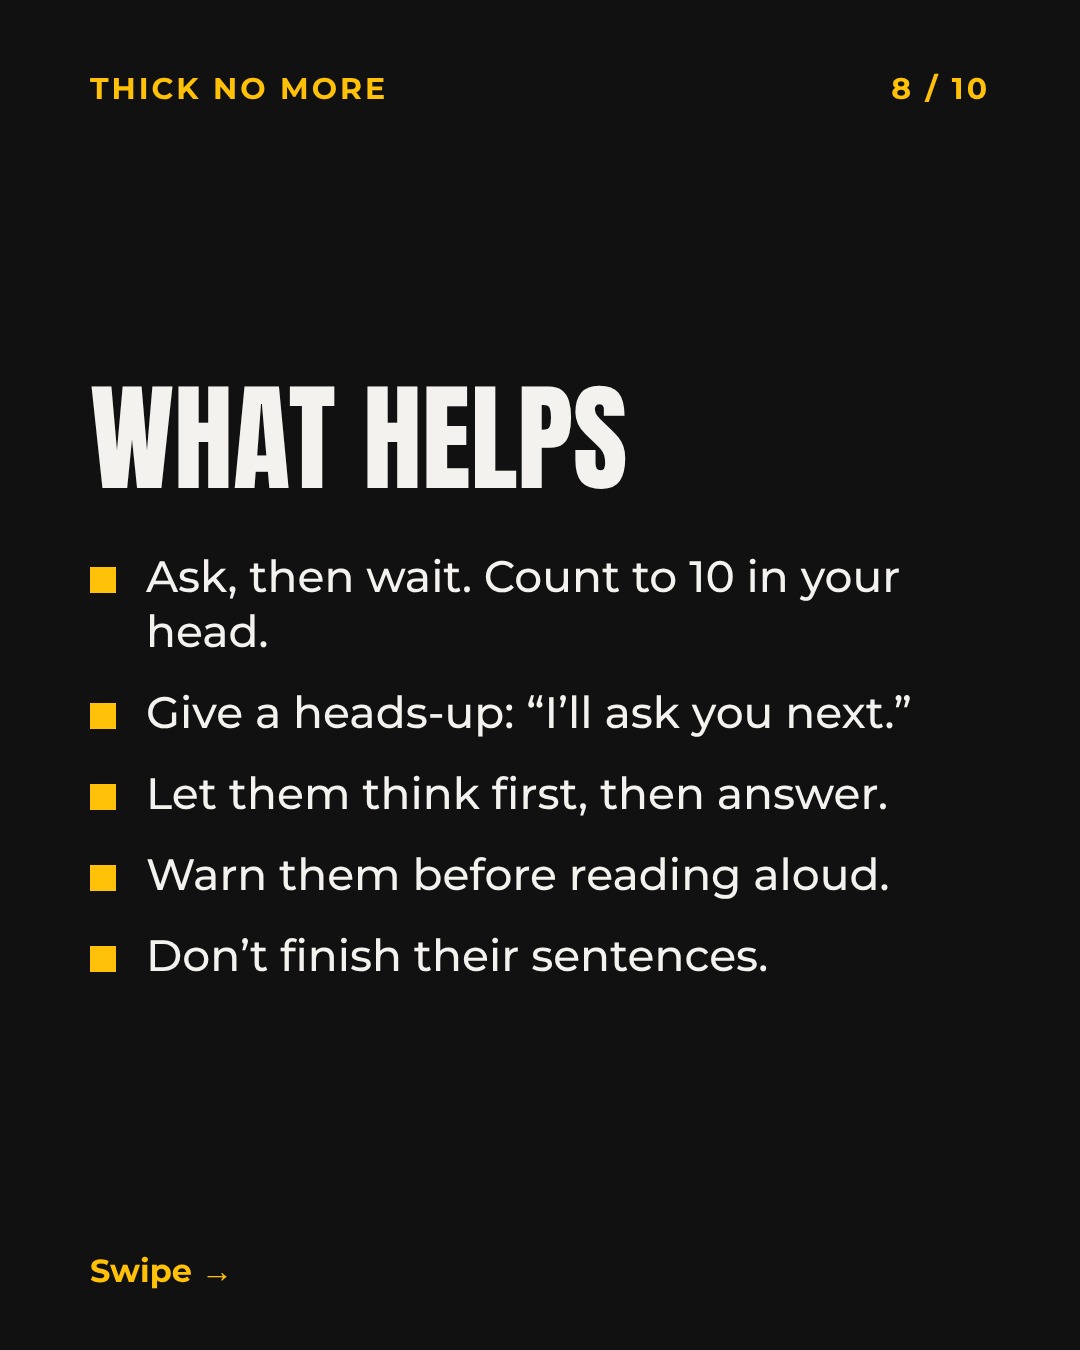 THICK NO MORE
8 / 10
WHAT HELPS
Ask, then wait. Count to 10 in your
head.
Give a heads-up: “I’ll ask you next.”
Let them think first, then answer.
Warn them before reading aloud.
Don’t finish their sentences.
Swipe →